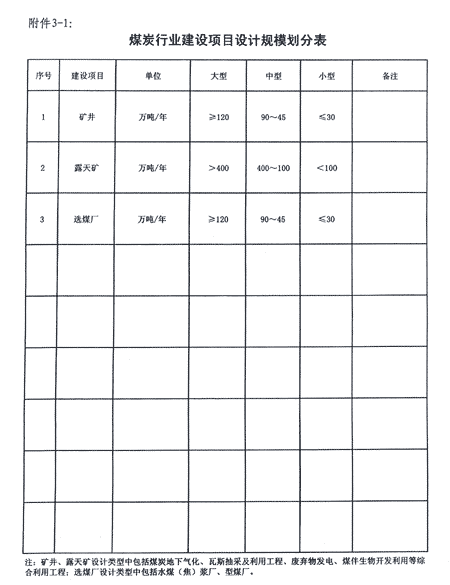 附件3-1:
煤炭行业建设项目设计规模划分表
序号 建设项目 单位 大型 中型 小型 备注
1 矿井 万吨/年 ≥120 90～45 ≤30
2 露天矿 万吨/年 >400 400～100 <100
3 选煤厂 万吨/年 ≥120 90～45 ≤30
注：矿井、露天矿设计类型中包括煤炭地下气化、瓦斯抽采及利用工程、废弃物发电、煤伴生物开发利用等综
合利用工程；选煤厂设计类型中包括水煤（焦）浆厂、型煤厂。